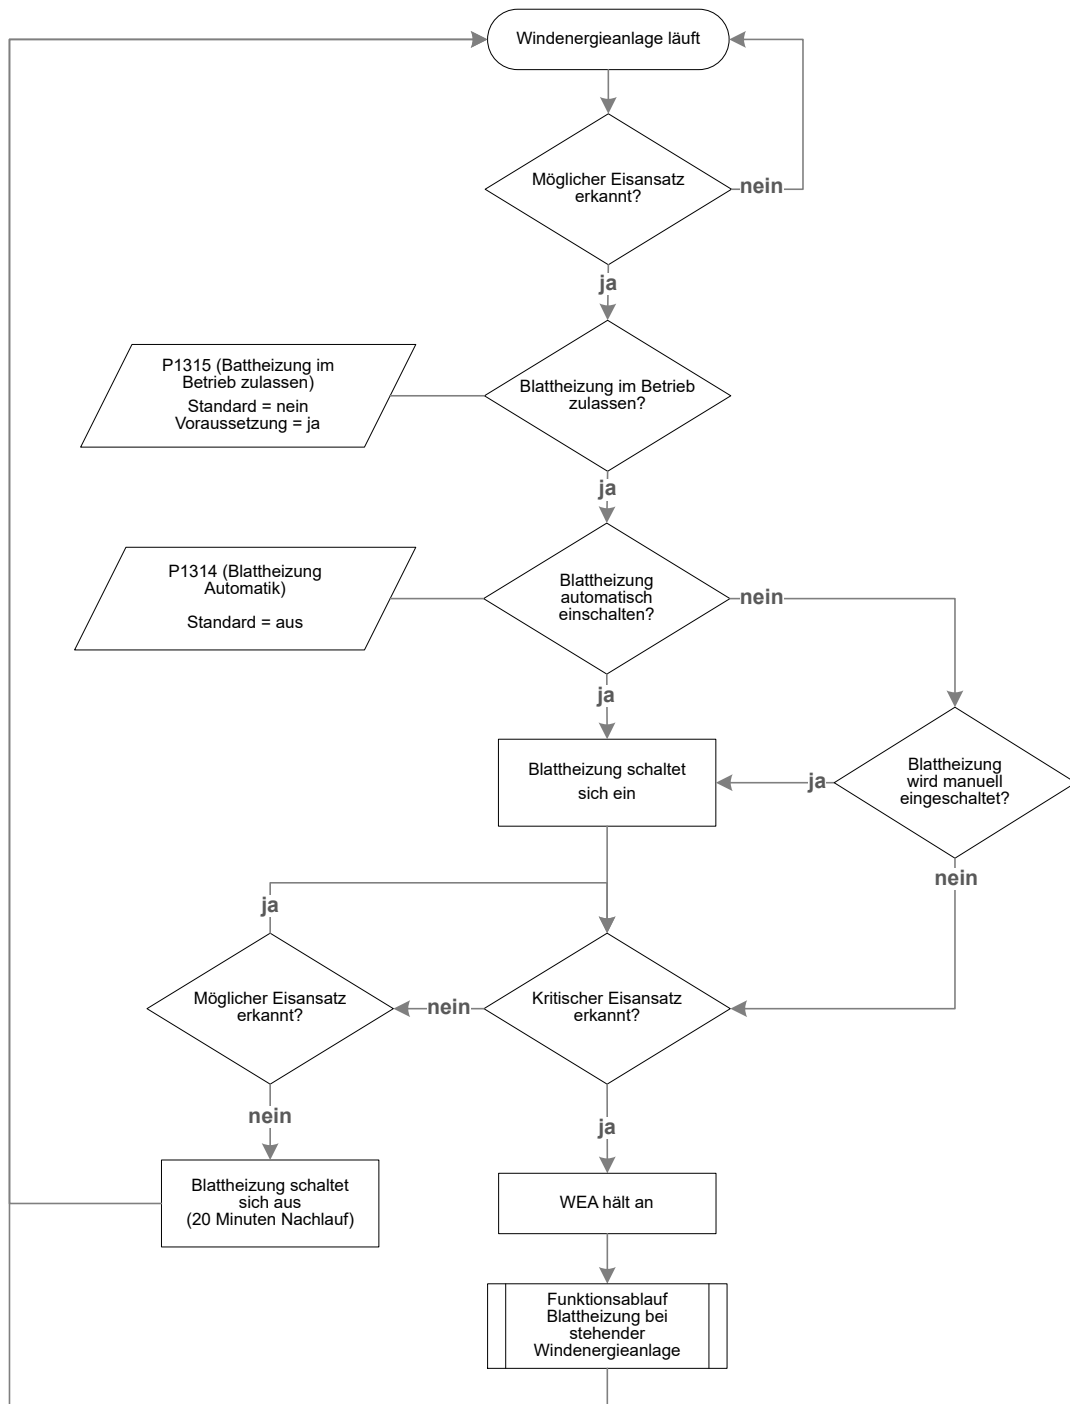 Windenergieanlage läuft
Möglicher Eisansatz
erkannt?
nein
ja
P1315 (Battheizung im
Betrieb zulassen)
Standard = nein
Voraussetzung = ja
Blattheizung im Betrieb
zulassen?
ja
P1314 (Blattheizung
Automatik)
Standard = aus
Blattheizung
automatisch
einschalten?
nein
ja
Blattheizung schaltet
sich ein
ja
Blattheizung
wird manuell
eingeschaltet?
nein
ja
Möglicher Eisansatz
erkannt?
nein
Kritischer Eisansatz
erkannt?
nein
ja
Blattheizung schaltet
sich aus
(20 Minuten Nachlauf)
WEA hält an
Funktionsablauf
Blattheizung bei
stehender
Windenergieanlage